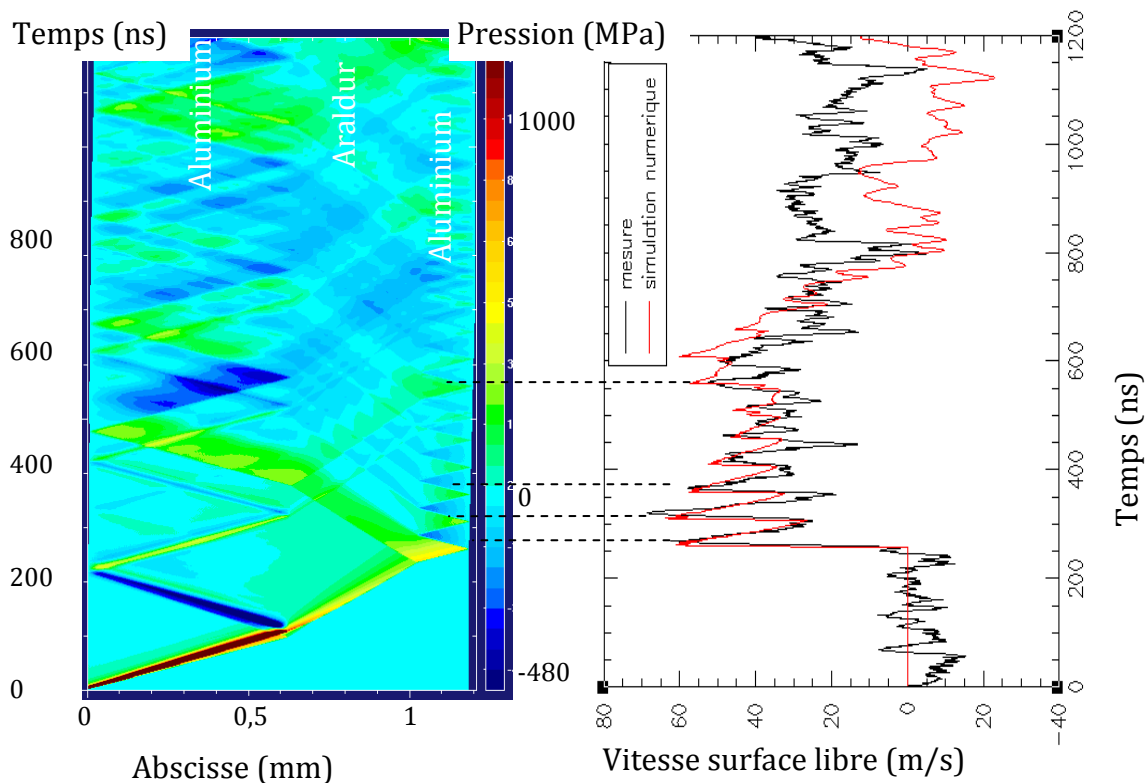 Temps (ns)
Pression (MPa)
Aluminium
Araldur
Aluminium
1000
0
-480
800
600
400
200
0
0
0,5
1
Abscisse (mm)
mesure
simulation numerique
1200
1000
800
600
400
200
0
Temps (ns)
80
60
40
20
0
20
−40
Vitesse surface libre (m/s)